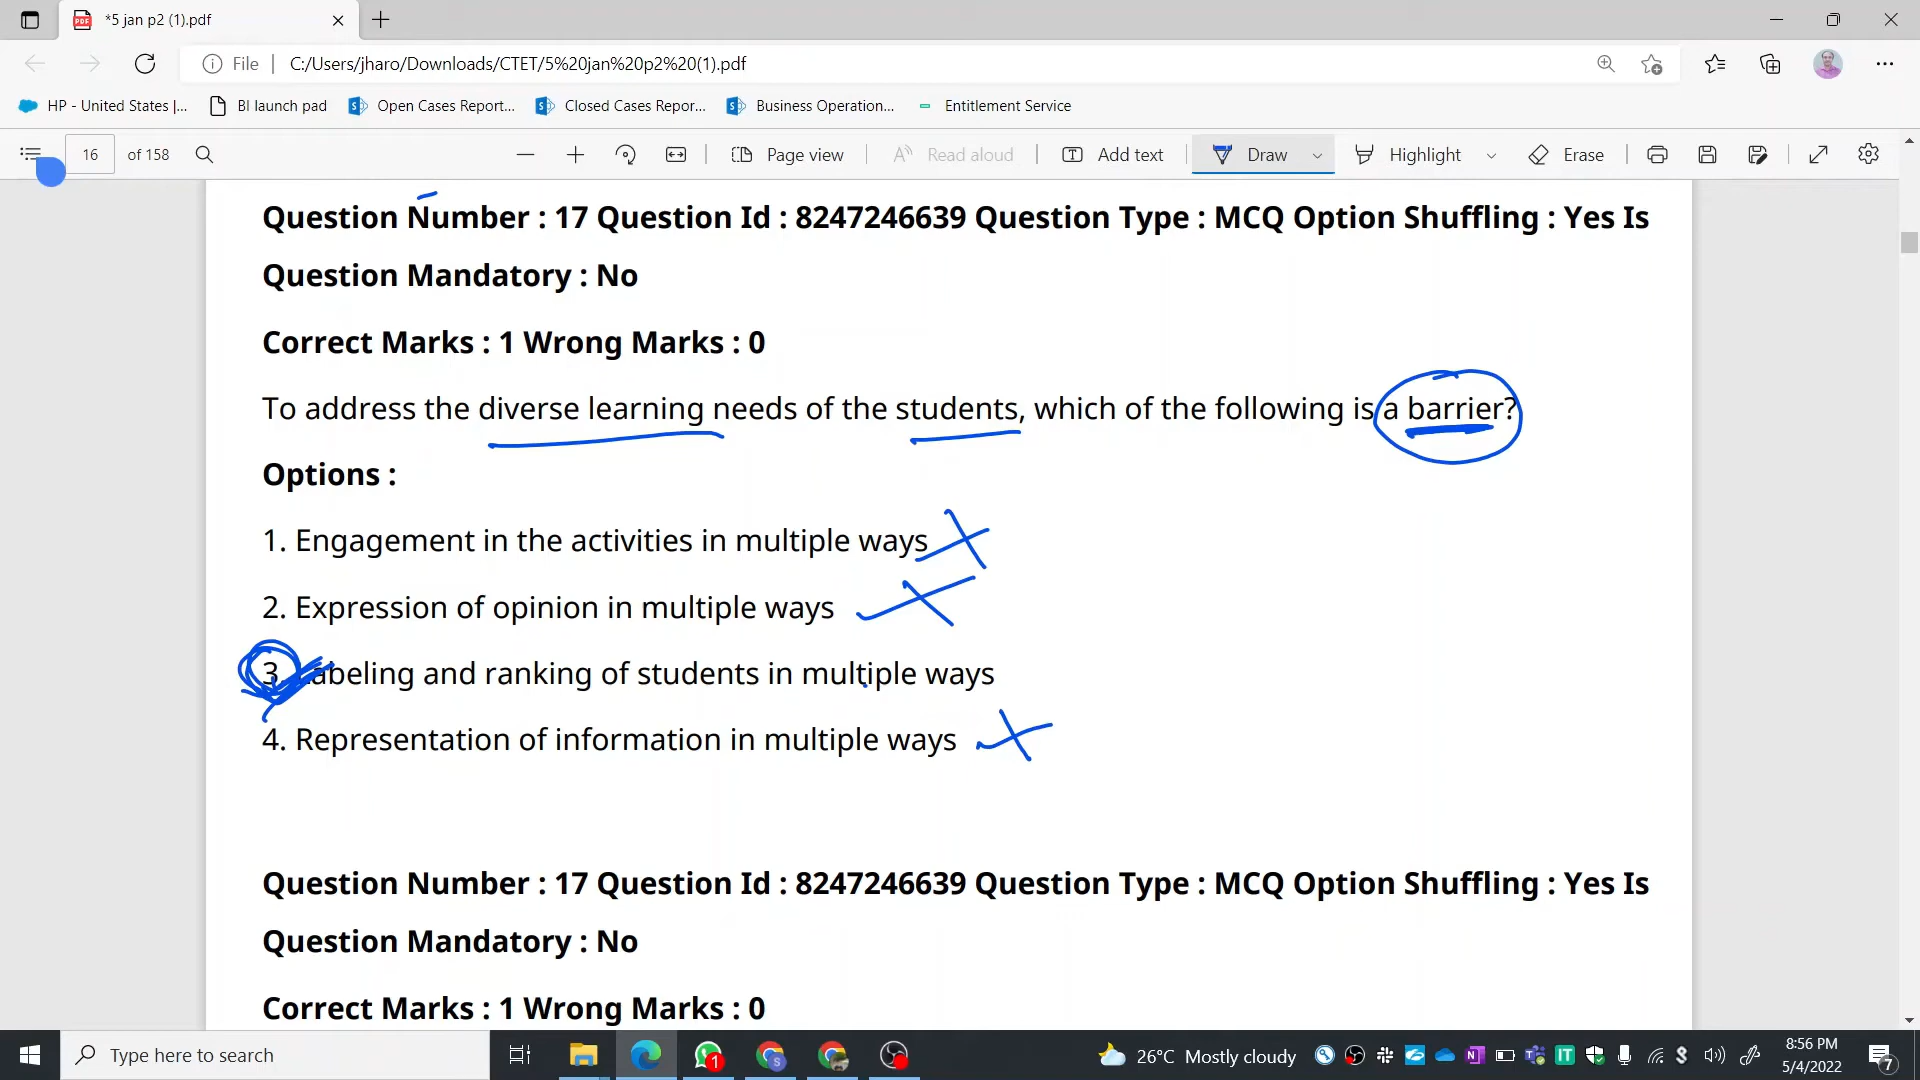 *5 jan p2 (1).pdf
File
C:/Users/jharo/Downloads/CTET/5%20jan%20p2%20(1).pdf
HP - United States |...
BI launch pad
Open Cases Report...
Closed Cases Repor...
Business Operation...
Entitlement Service
16 of 158
Page view
Read aloud
Add text
Draw
Highlight
Erase
Question Number : 17 Question Id : 8247246639 Question Type : MCQ Option Shuffling : Yes Is
Question Mandatory : No
Correct Marks : 1 Wrong Marks : 0
To address the diverse learning needs of the students, which of the following is a barrier?
Options :
1. Engagement in the activities in multiple ways
2. Expression of opinion in multiple ways
3. Labeling and ranking of students in multiple ways
4. Representation of information in multiple ways
Question Number : 17 Question Id : 8247246639 Question Type : MCQ Option Shuffling : Yes Is
Question Mandatory : No
Correct Marks : 1 Wrong Marks : 0
Type here to search
1
26°C Mostly cloudy
8:56 PM
5/4/2022
7